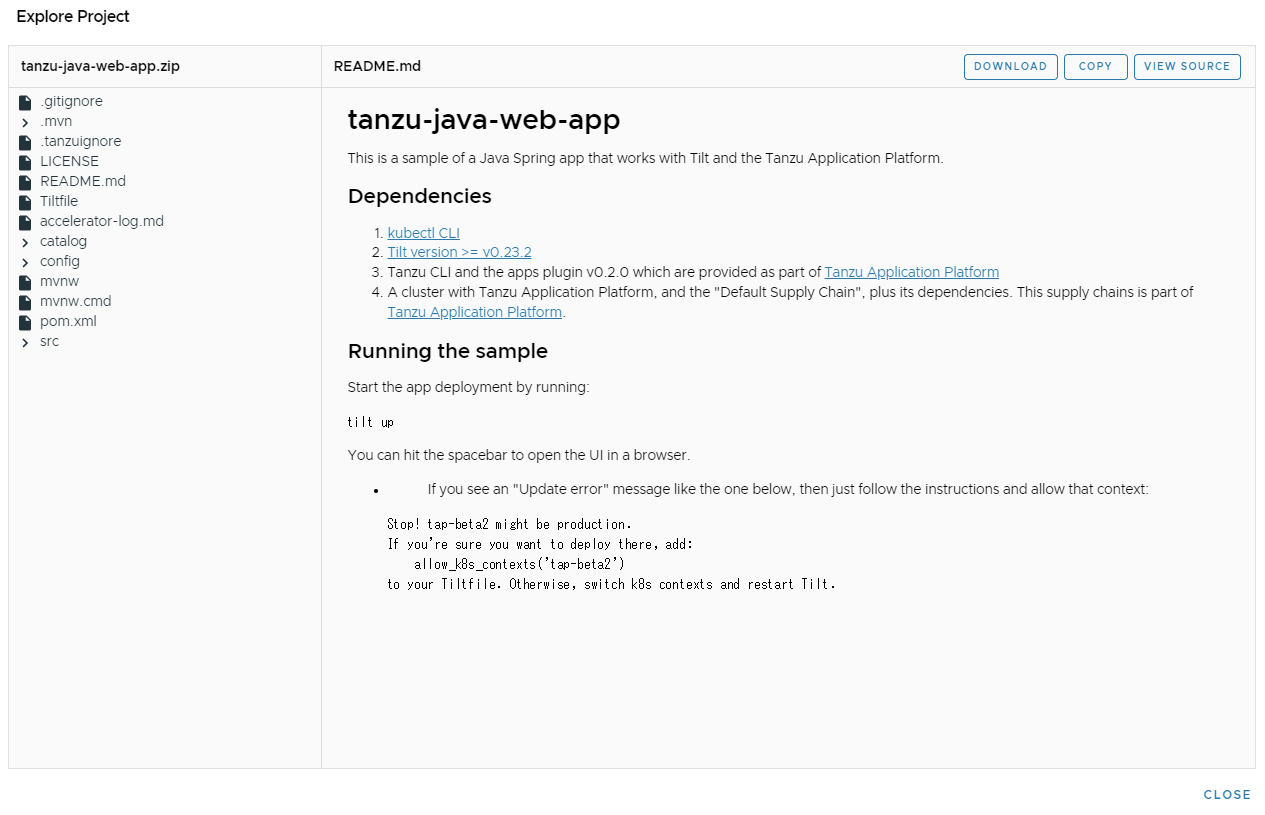 Explore Project
tanzu-java-web-app.zip
README.md
DOWNLOAD
COPY
VIEW SOURCE
.gitignore
.mvn
.tanzuignore
LICENSE
README.md
Tiltfile
accelerator-log.md
catalog
config
mvnw
mvnw.cmd
pom.xml
src
tanzu-java-web-app
This is a sample of a Java Spring app that works with Tilt and the Tanzu Application Platform.
Dependencies
1. kubectl CLI
2. Tilt version >= v0.23.2
3. Tanzu CLI and the apps plugin v0.2.0 which are provided as part of Tanzu Application Platform
4. A cluster with Tanzu Application Platform, and the "Default Supply Chain", plus its dependencies. This supply chains is part of
Tanzu Application Platform.
Running the sample
Start the app deployment by running:
tilt up
You can hit the spacebar to open the UI in a browser.
• If you see an "Update error" message like the one below, then just follow the instructions and allow that context:
Stop! tap-beta2 might be production.
If you're sure you want to deploy there, add:
    allow_k8s_contexts('tap-beta2')
to your Tiltfile. Otherwise, switch k8s contexts and restart Tilt.
CLOSE